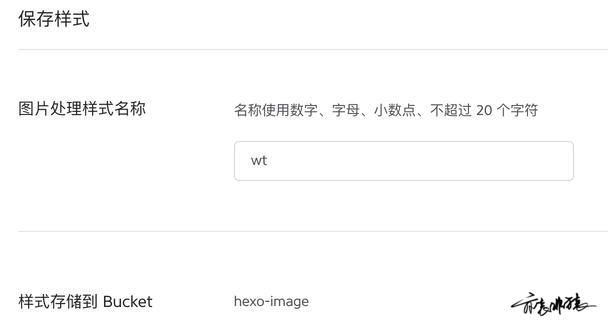 保存样式
图片处理样式名称
名称使用数字、字母、小数点、不超过 20 个字符
wt
样式存储到 Bucket
hexo-image